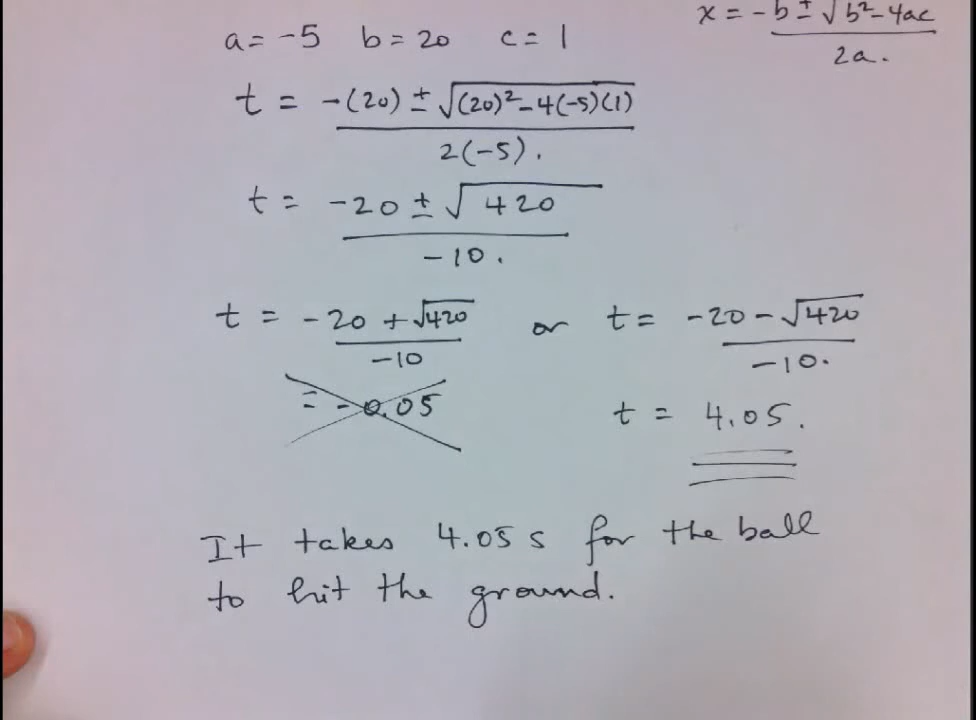 x = -b ± √b²-4ac
2a.
a = -5 b = 20 c = 1
t = -(20) ± √(20)² - 4(-5)(1)
2(-5).
t = -20 ± √420
-10.
t = -20 + √420 or t = -20 - √420
-10 -10.
= -0.05 t = 4.05.
It takes 4.05 s for the ball
to hit the ground.